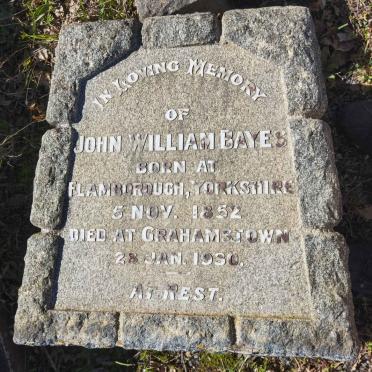 IN LOVING MEMORY
OF
JOHN WILLIAM BAYES
BORN AT
FLAMBOROUGH, YORKSHIRE
5 NOV. 1852
DIED AT GRAHAMSTOWN
28 JAN. 1930.
AT REST.